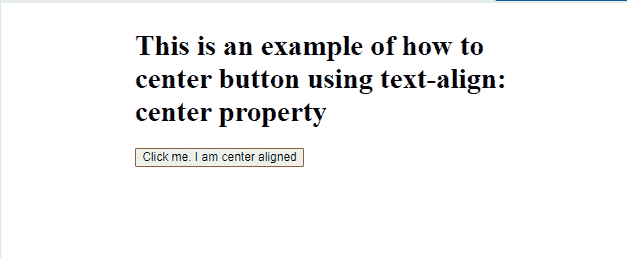 This is an example of how to
center button using text-align:
center property
Click me. I am center aligned